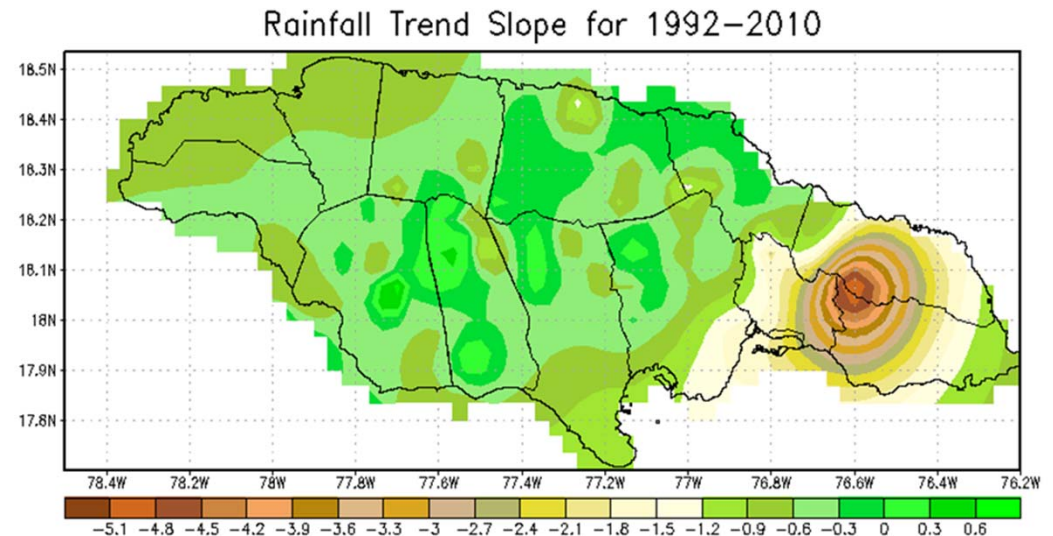 Rainfall Trend Slope for 1992–2010
18.5N
18.4N
18.3N
18.2N
18.1N
18N
17.9N
17.8N
78.4W 78.2W 78W 77.8W 77.6W 77.4W 77.2W 77W 76.8W 76.6W 76.4W 76.2W
−5.1 −4.8 −4.5 −4.2 −3.9 −3.6 −3.3 −3 −2.7 −2.4 −2.1 −1.8 −1.5 −1.2 −0.9 −0.6 −0.3 0 0.3 0.6